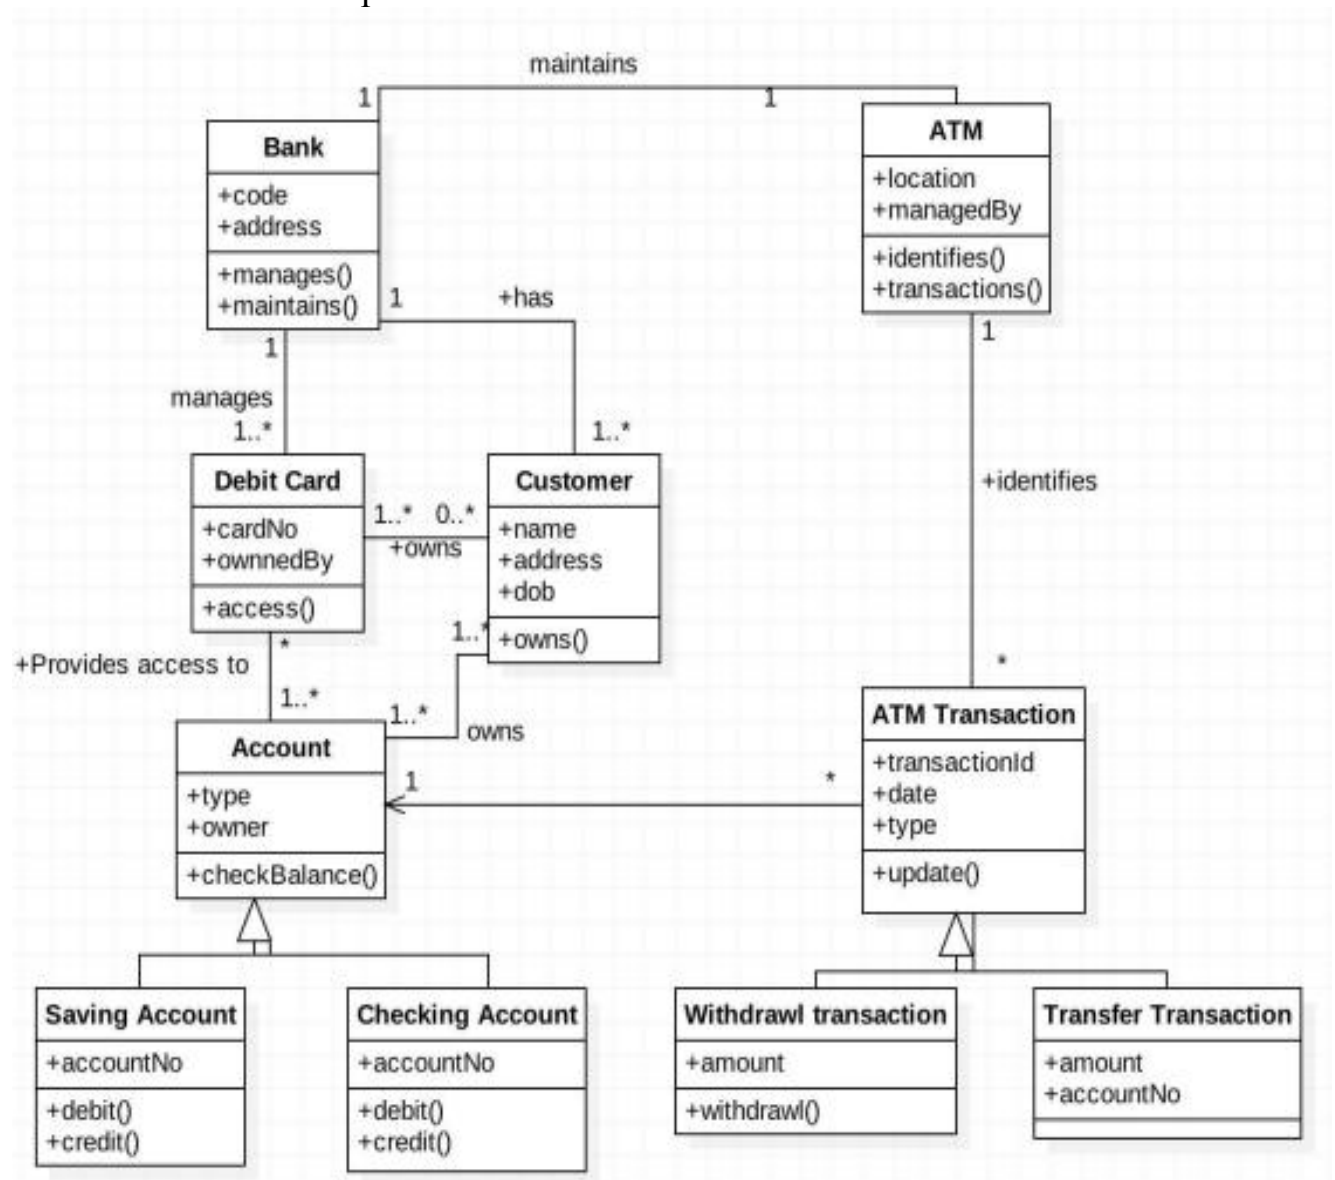 maintains
1
1
Bank
+code
+address
+manages()
+maintains()
ATM
+location
+managedBy
+identifies()
+transactions()
1
+has
1
1
manages
1..*
1..*
Debit Card
+cardNo
+ownnedBy
+access()
1..*
0..*
+owns
Customer
+name
+address
+dob
+owns()
+identifies
*
+Provides access to
1..*
1..*
1..*
owns
*
Account
+type
+owner
+checkBalance()
1
*
ATM Transaction
+transactionId
+date
+type
+update()
Saving Account
+accountNo
+debit()
+credit()
Checking Account
+accountNo
+debit()
+credit()
Withdrawl transaction
+amount
+withdrawl()
Transfer Transaction
+amount
+accountNo